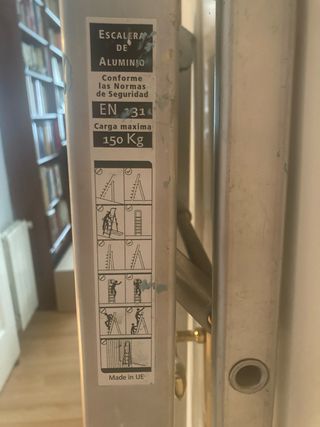 ESCALERA
DE
ALUMINIO
Conforme
las Normas
de Seguridad
EN 131
Carga maxima
150 Kg
Made in UE